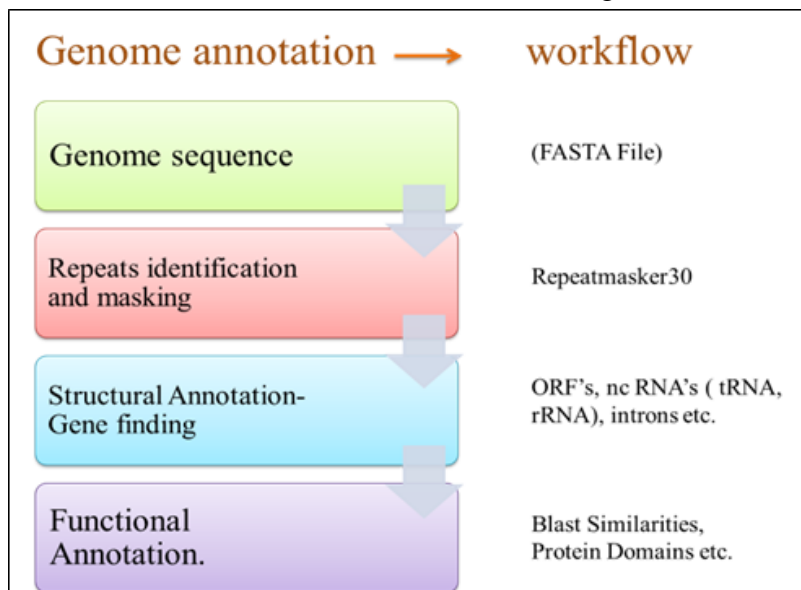 Genome annotation → workflow
Genome sequence
(FASTA File)
Repeats identification
and masking
Repeatmasker30
Structural Annotation-
Gene finding
ORF's, nc RNA's ( tRNA,
rRNA), introns etc.
Functional
Annotation.
Blast Similarities,
Protein Domains etc.